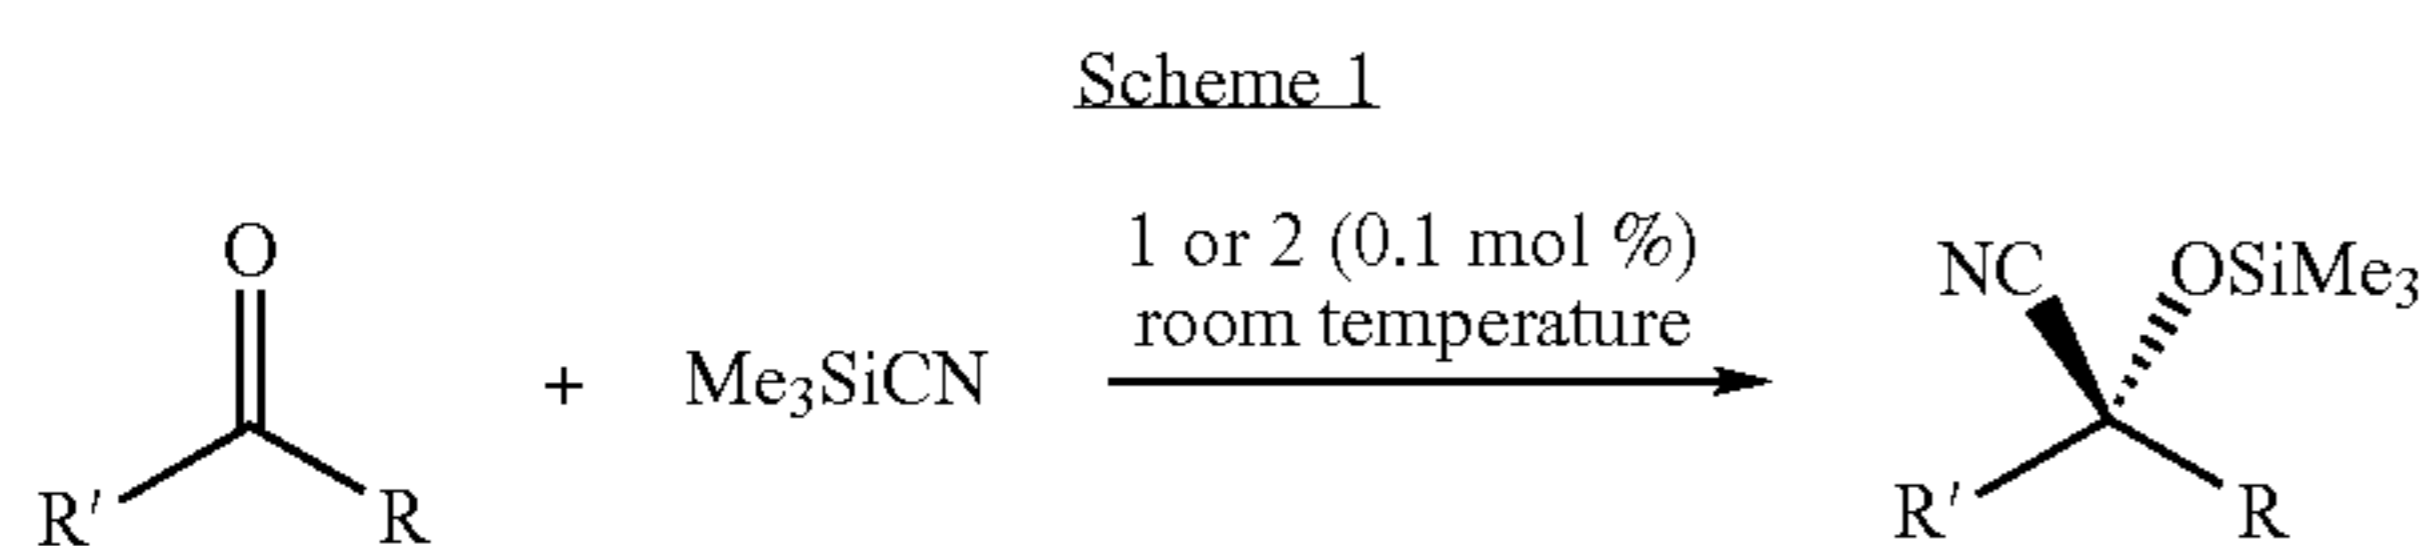 Scheme 1
O
R′ R
+
Me₃SiCN
1 or 2 (0.1 mol %)
room temperature
NC OSiMe₃
R′ R